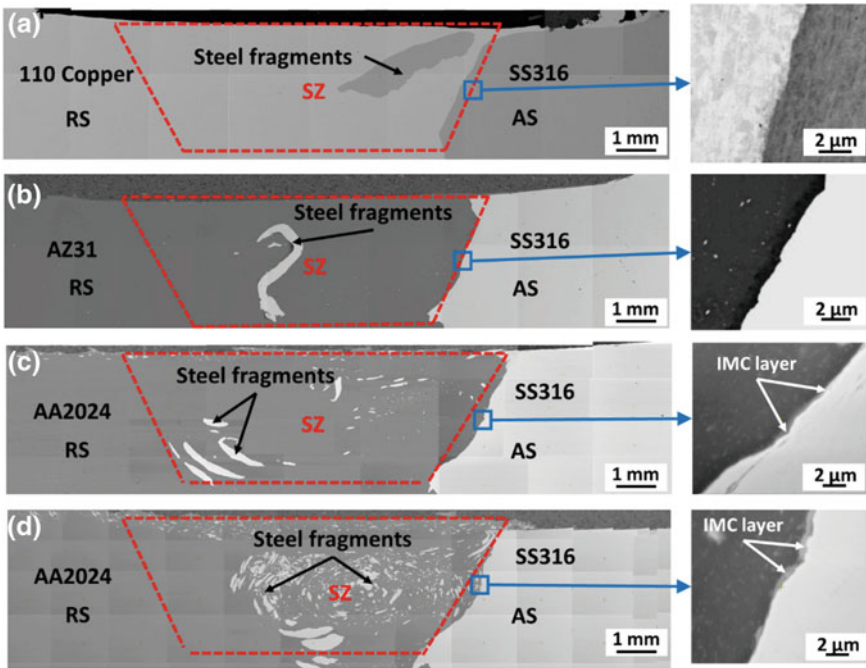 (a)
Steel fragments
110 Copper
SZ
SS316
RS
AS
1 mm
2 μm
(b)
Steel fragments
AZ31
SZ
SS316
RS
AS
1 mm
2 μm
(c)
Steel fragments
IMC layer
AA2024
SZ
SS316
RS
AS
1 mm
2 μm
(d)
Steel fragments
IMC layer
AA2024
SZ
SS316
RS
AS
1 mm
2 μm